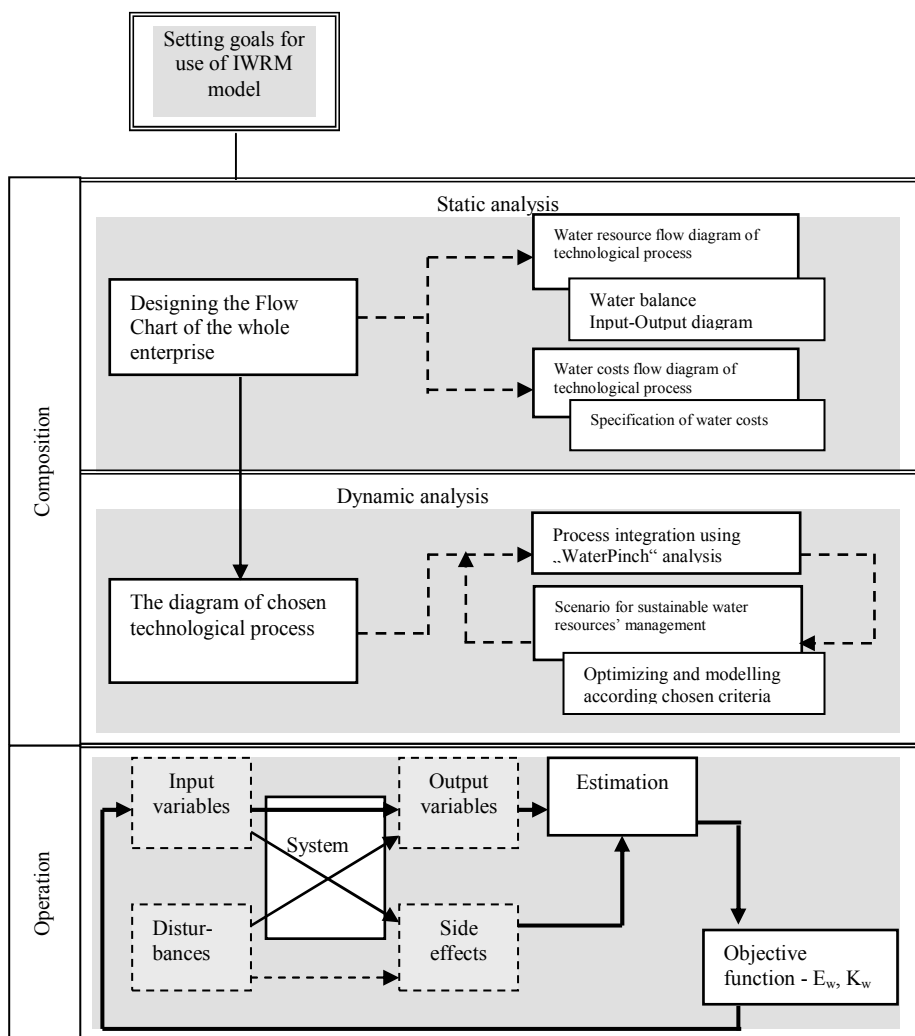 Setting goals for
use of IWRM
model
Composition
Static analysis
Designing the Flow
Chart of the whole
enterprise
Water resource flow diagram of
technological process
Water balance
Input-Output diagram
Water costs flow diagram of
technological process
Specification of water costs
Dynamic analysis
The diagram of chosen
technological process
Process integration using
„WaterPinch“ analysis
Scenario for sustainable water
resources’ management
Optimizing and modelling
according chosen criteria
Operation
Input
variables
Output
variables
Estimation
System
Distur-
bances
Side
effects
Objective
function - E_w, K_w